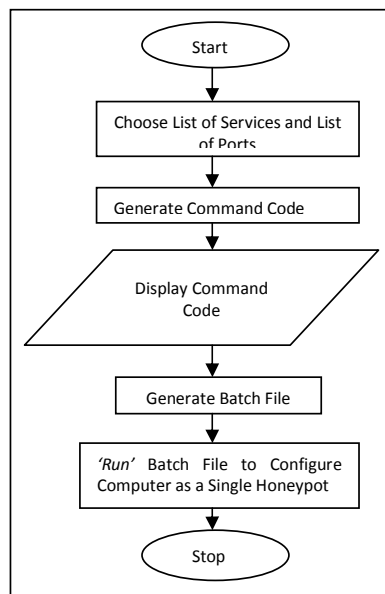 Start
Choose List of Services and List
of Ports
Generate Command Code
Display Command
Code
Generate Batch File
'Run' Batch File to Configure
Computer as a Single Honeypot
Stop